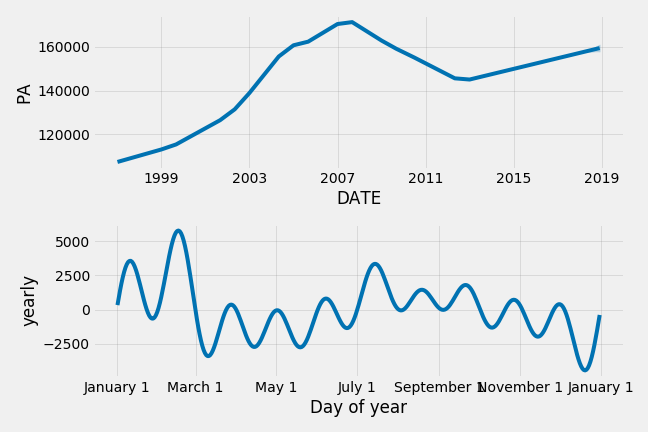 160000
140000
120000
PA
1999 2003 2007 2011 2015 2019
DATE
5000
2500
0
−2500
yearly
January 1 March 1 May 1 July 1 September 1 November 1 January 1
Day of year